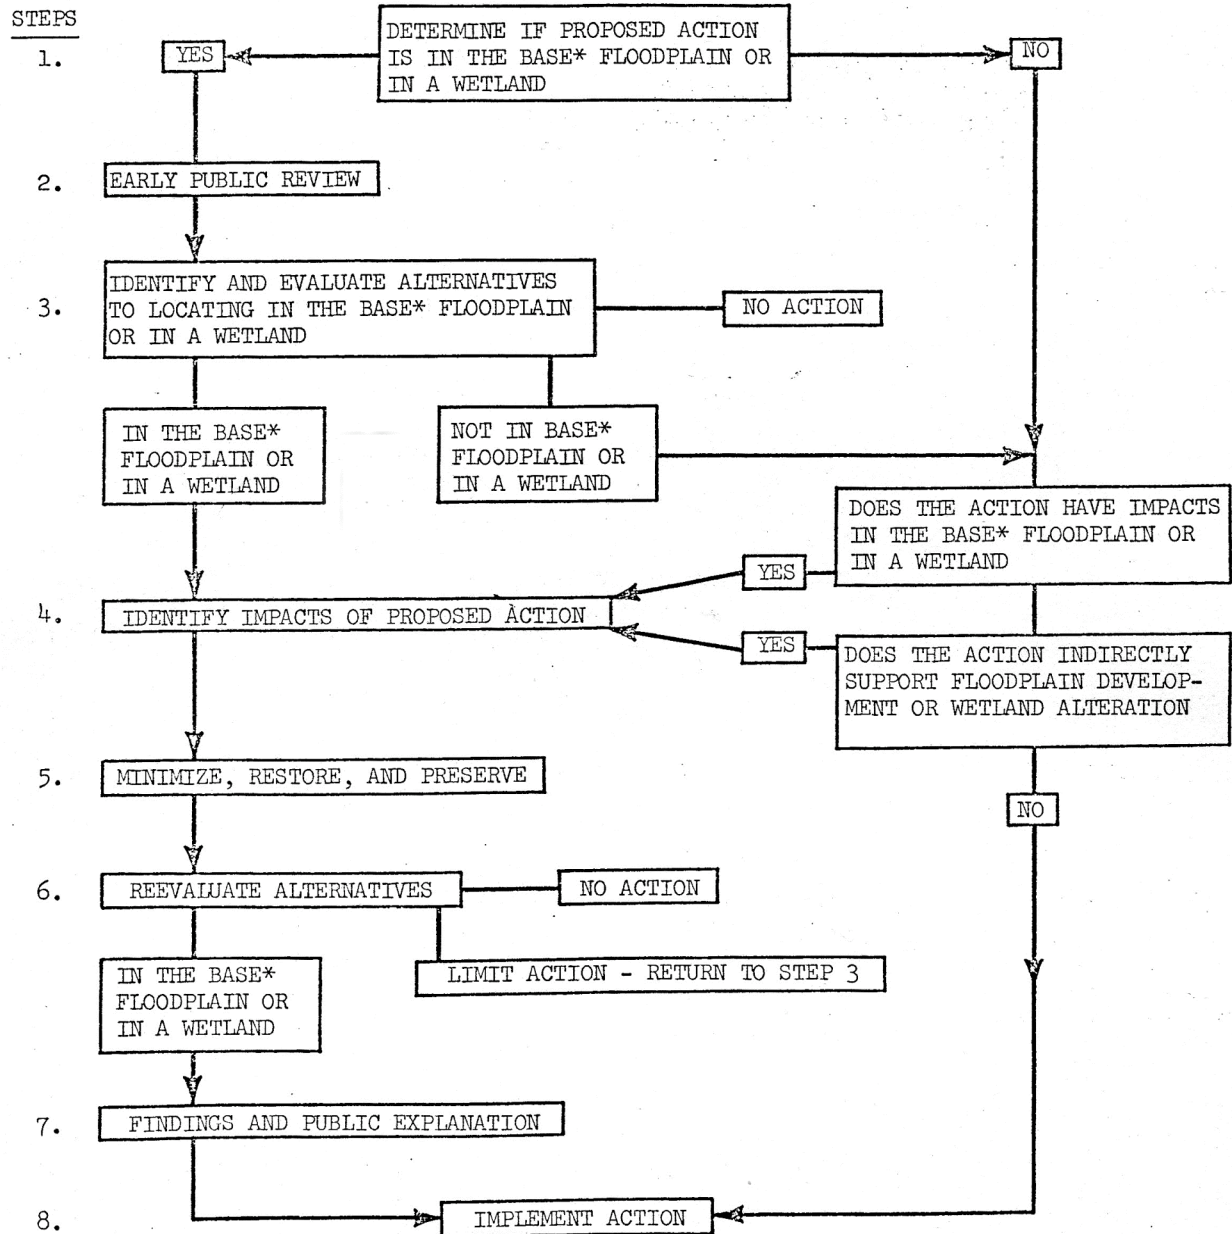 STEPS
1.
YES
DETERMINE IF PROPOSED ACTION
IS IN THE BASE* FLOODPLAIN OR
IN A WETLAND
NO
2.
EARLY PUBLIC REVIEW
3.
IDENTIFY AND EVALUATE ALTERNATIVES
TO LOCATING IN THE BASE* FLOODPLAIN
OR IN A WETLAND
NO ACTION
IN THE BASE*
FLOODPLAIN OR
IN A WETLAND
NOT IN BASE*
FLOODPLAIN OR
IN A WETLAND
DOES THE ACTION HAVE IMPACTS
IN THE BASE* FLOODPLAIN OR
IN A WETLAND
YES
4.
IDENTIFY IMPACTS OF PROPOSED ACTION
YES
DOES THE ACTION INDIRECTLY
SUPPORT FLOODPLAIN DEVELOP-
MENT OR WETLAND ALTERATION
5.
MINIMIZE, RESTORE, AND PRESERVE
NO
6.
REEVALUATE ALTERNATIVES
NO ACTION
IN THE BASE*
FLOODPLAIN OR
IN A WETLAND
LIMIT ACTION - RETURN TO STEP 3
7.
FINDINGS AND PUBLIC EXPLANATION
8.
IMPLEMENT ACTION